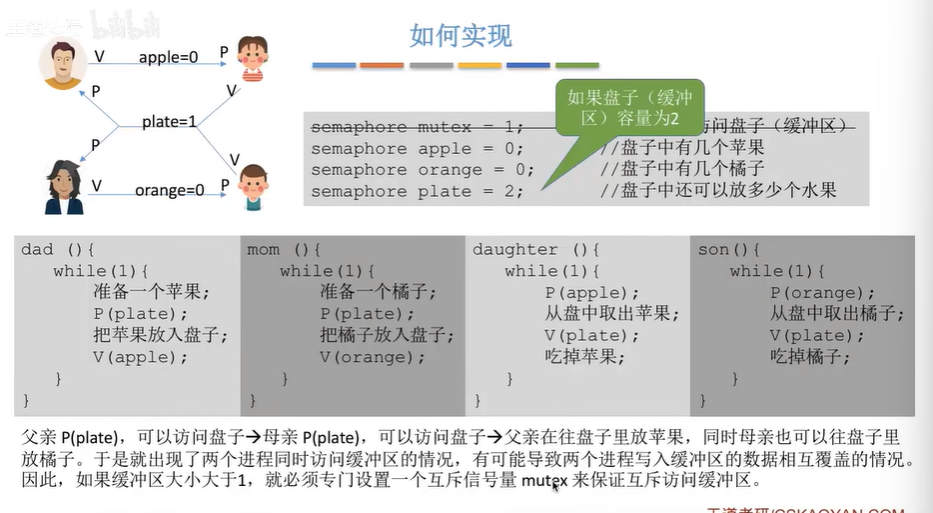 bilibili
如何实现
V apple=0 P
P V
plate=1
P V
V orange=0 P
如果盘子（缓冲
区）容量为2
semaphore mutex = 1; 访问盘子（缓冲区）
semaphore apple = 0; //盘子中有几个苹果
semaphore orange = 0; //盘子中有几个橘子
semaphore plate = 2; //盘子中还可以放多少个水果
dad (){
while(1){
准备一个苹果;
P(plate);
把苹果放入盘子;
V(apple);
}
}
mom (){
while(1){
准备一个橘子;
P(plate);
把橘子放入盘子;
V(orange);
}
}
daughter (){
while(1){
P(apple);
从盘中取出苹果;
V(plate);
吃掉苹果;
}
}
son(){
while(1){
P(orange);
从盘中取出橘子;
V(plate);
吃掉橘子;
}
}
父亲 P(plate)，可以访问盘子→母亲 P(plate)，可以访问盘子→父亲在往盘子里放苹果，同时母亲也可以往盘子里
放橘子。于是就出现了两个进程同时访问缓冲区的情况，有可能导致两个进程写入缓冲区的数据相互覆盖的情况。
因此，如果缓冲区大小大于1，就必须专门设置一个互斥信号量 mutex 来保证互斥访问缓冲区。
王道考研/CSKAOYAN.COM